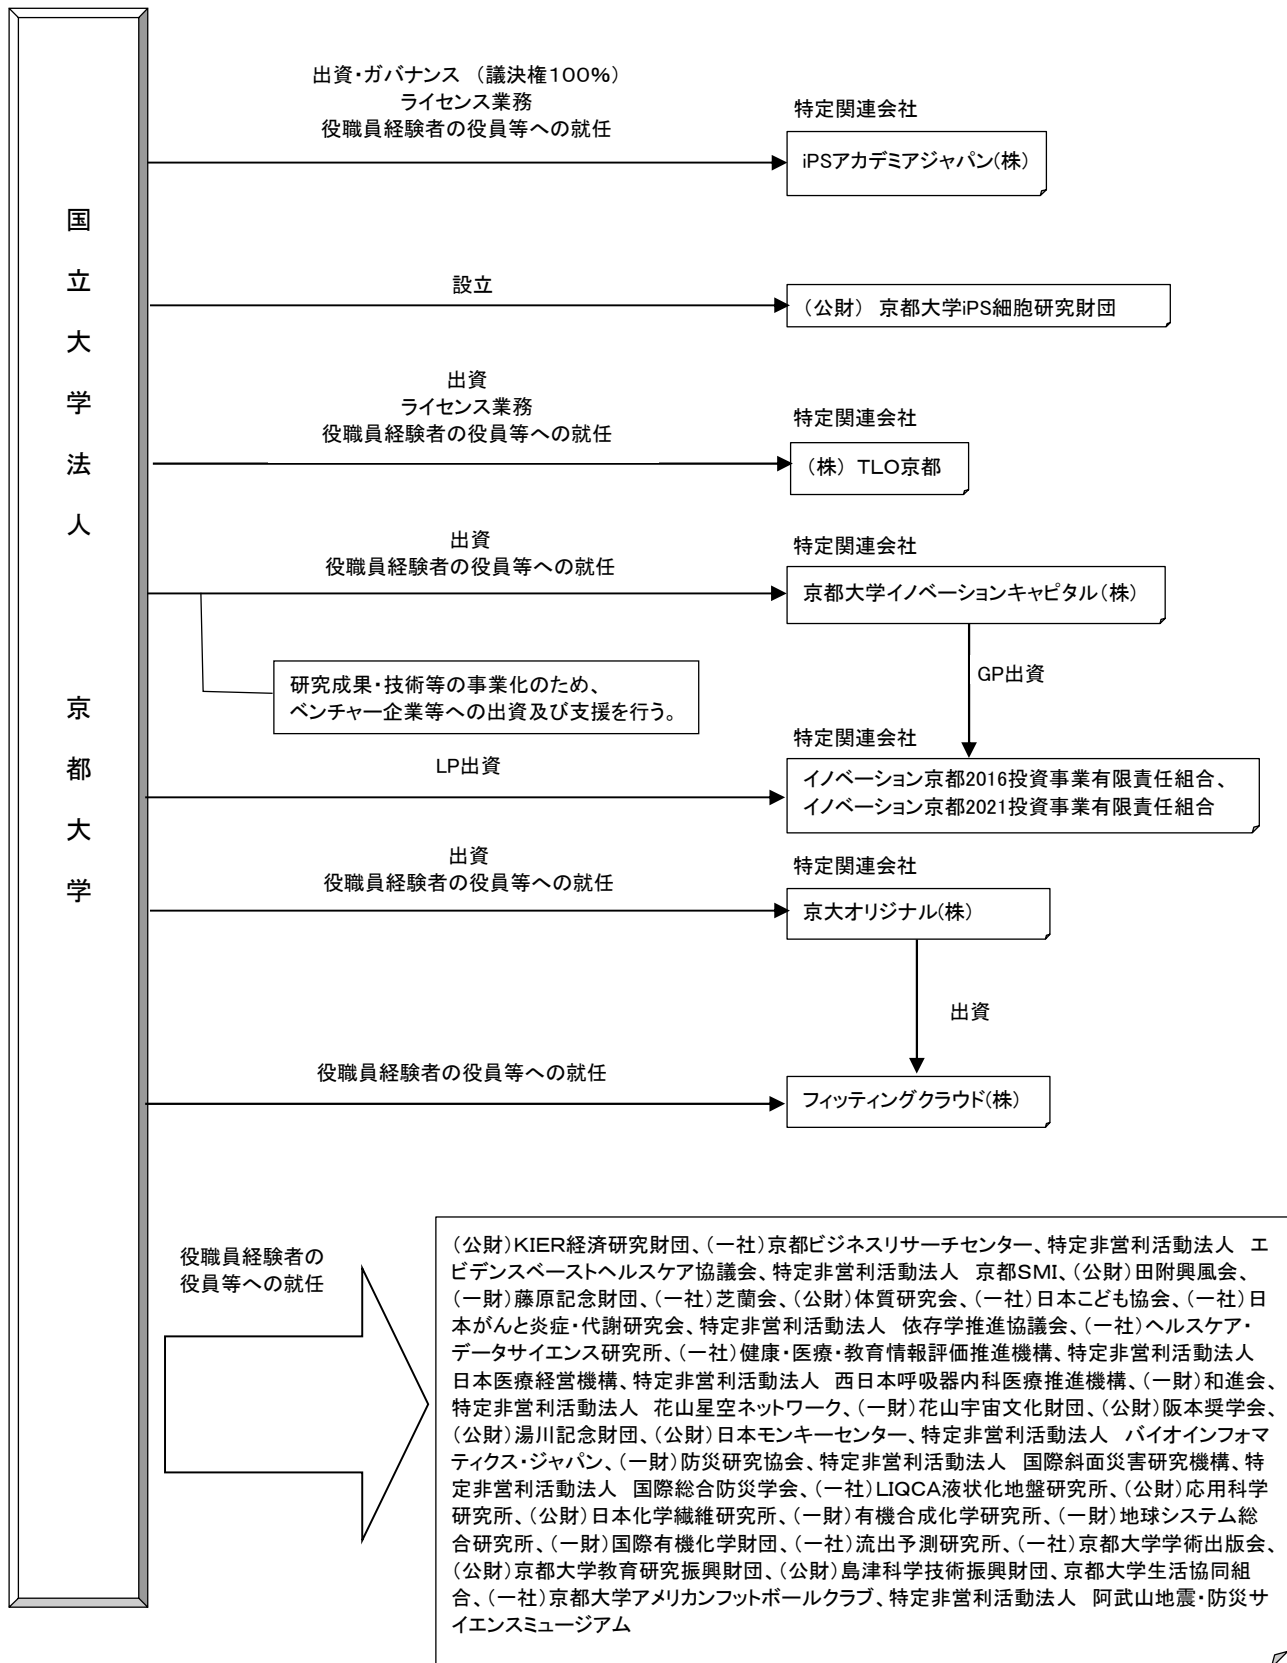 国立大学法人 京都大学
出資・ガバナンス (議決権100%)
ライセンス業務
役職員経験者の役員等への就任
特定関連会社
iPSアカデミアジャパン(株)
設立
(公財) 京都大学iPS細胞研究財団
出資
ライセンス業務
役職員経験者の役員等への就任
特定関連会社
(株) TLO京都
出資
役職員経験者の役員等への就任
特定関連会社
京都大学イノベーションキャピタル(株)
GP出資
研究成果・技術等の事業化のため、
ベンチャー企業等への出資及び支援を行う。
LP出資
特定関連会社
イノベーション京都2016投資事業有限責任組合、
イノベーション京都2021投資事業有限責任組合
出資
役職員経験者の役員等への就任
特定関連会社
京大オリジナル(株)
出資
役職員経験者の役員等への就任
フィッティングクラウド(株)
役職員経験者の
役員等への就任
(公財)KIER経済研究財団、(一社)京都ビジネスリサーチセンター、特定非営利活動法人 エ
ビデンスベーストヘルスケア協議会、特定非営利活動法人 京都SMI、(公財)田附興風会、
(一財)藤原記念財団、(一社)芝蘭会、(公財)体質研究会、(一社)日本こども協会、(一社)日
本がんと炎症・代謝研究会、特定非営利活動法人 依存学推進協議会、(一社)ヘルスケア・
データサイエンス研究所、(一社)健康・医療・教育情報評価推進機構、特定非営利活動法人
日本医療経営機構、特定非営利活動法人 西日本呼吸器内科医療推進機構、(一財)和進会、
特定非営利活動法人 花山星空ネットワーク、(一財)花山宇宙文化財団、(公財)阪本奨学会、
(公財)湯川記念財団、(公財)日本モンキーセンター、特定非営利活動法人 バイオインフォマ
ティクス・ジャパン、(一財)防災研究協会、特定非営利活動法人 国際斜面災害研究機構、特
定非営利活動法人 国際総合防災学会、(一社)LIQCA液状化地盤研究所、(公財)応用科学
研究所、(公財)日本化学繊維研究所、(一財)有機合成化学研究所、(一財)地球システム総
合研究所、(一財)国際有機化学財団、(一社)流出予測研究所、(一社)京都大学学術出版会、
(公財)京都大学教育研究振興財団、(公財)島津科学技術振興財団、京都大学生活協同組
合、(一社)京都大学アメリカンフットボールクラブ、特定非営利活動法人 阿武山地震・防災サ
イエンスミュージアム